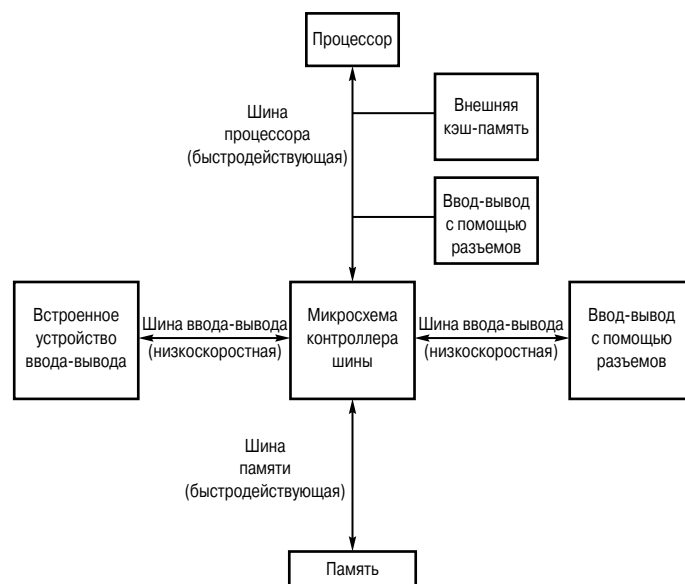 Процессор
Шина
процессора
(быстродействующая)
Внешняя
кэш-память
Ввод-вывод
с помощью
разъемов
Встроенное
устройство
ввода-вывода
Шина ввода-вывода
(низкоскоростная)
Микросхема
контроллера
шины
Шина ввода-вывода
(низкоскоростная)
Ввод-вывод
с помощью
разъемов
Шина
памяти
(быстродействующая)
Память